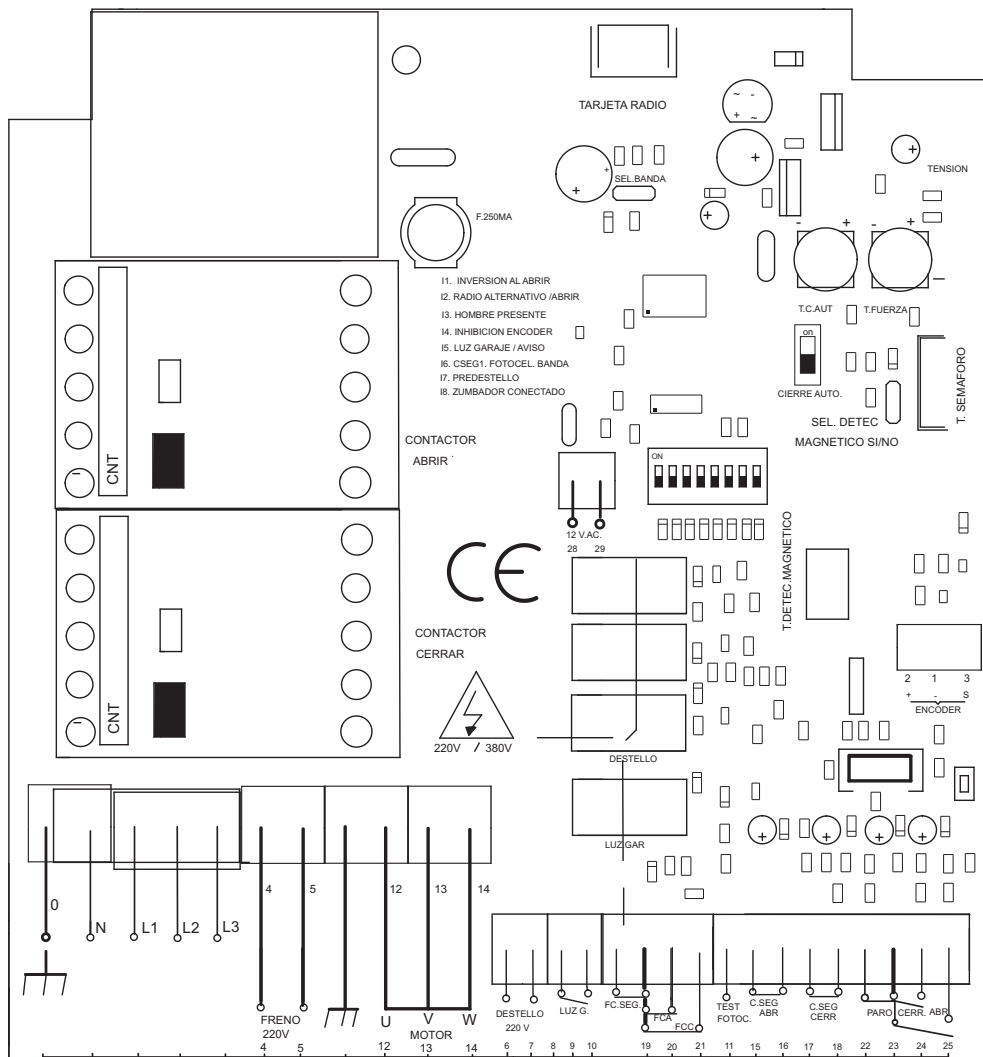 TARJETA RADIO
~ -
+ ~
+
+
+
+
SEL.BANDA
+
+
TENSION
F.250MA
- +
- +
T.C.AUT
T.FUERZA
I1. INVERSION AL ABRIR
I2. RADIO ALTERNATIVO /ABRIR
I3. HOMBRE PRESENTE
I4. INHIBICION ENCODER
I5. LUZ GARAJE / AVISO
I6. CSEG1. FOTOCEL. BANDA
I7. PREDESTELLO
I8. ZUMBADOR CONECTADO
on
CIERRE AUTO.
SEL. DETEC
MAGNETICO SI/NO
T. SEMAFORO
CNT
CONTACTOR
ABRIR
ON
12 V.AC.
28 29
T.DETEC.MAGNETICO
CE
CNT
CONTACTOR
CERRAR
220V / 380V
2 1 3
+ - S
ENCODER
DESTELLO
LUZ GAR
+ + + +
0
N
L1
L2
L3
4 5 12 13 14
FRENO
220V
U V W
MOTOR
4 5 12 13 14
DESTELLO
220 V
LUZ G.
FC.SEG.
FCA
FCC
TEST
FOTOC.
C.SEG
ABR
C.SEG
CERR
PARO
CERR.
ABR
6 7 8 9 10 19 20 21 11 15 16 17 18 22 23 24 25